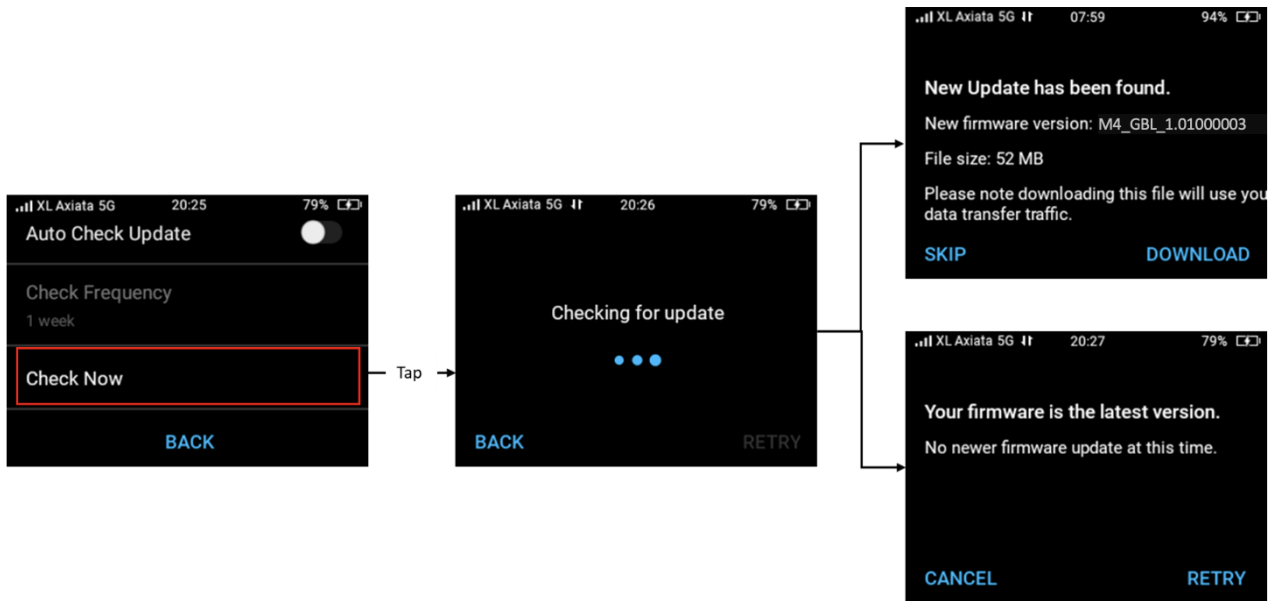 XL Axiata 5G 20:25 79%
Auto Check Update
Check Frequency
1 week
Check Now
BACK
Tap
XL Axiata 5G 20:26 79%
Checking for update
BACK RETRY
XL Axiata 5G 07:59 94%
New Update has been found.
New firmware version: M4_GBL_1.01000003
File size: 52 MB
Please note downloading this file will use you
data transfer traffic.
SKIP DOWNLOAD
XL Axiata 5G 20:27 79%
Your firmware is the latest version.
No newer firmware update at this time.
CANCEL RETRY